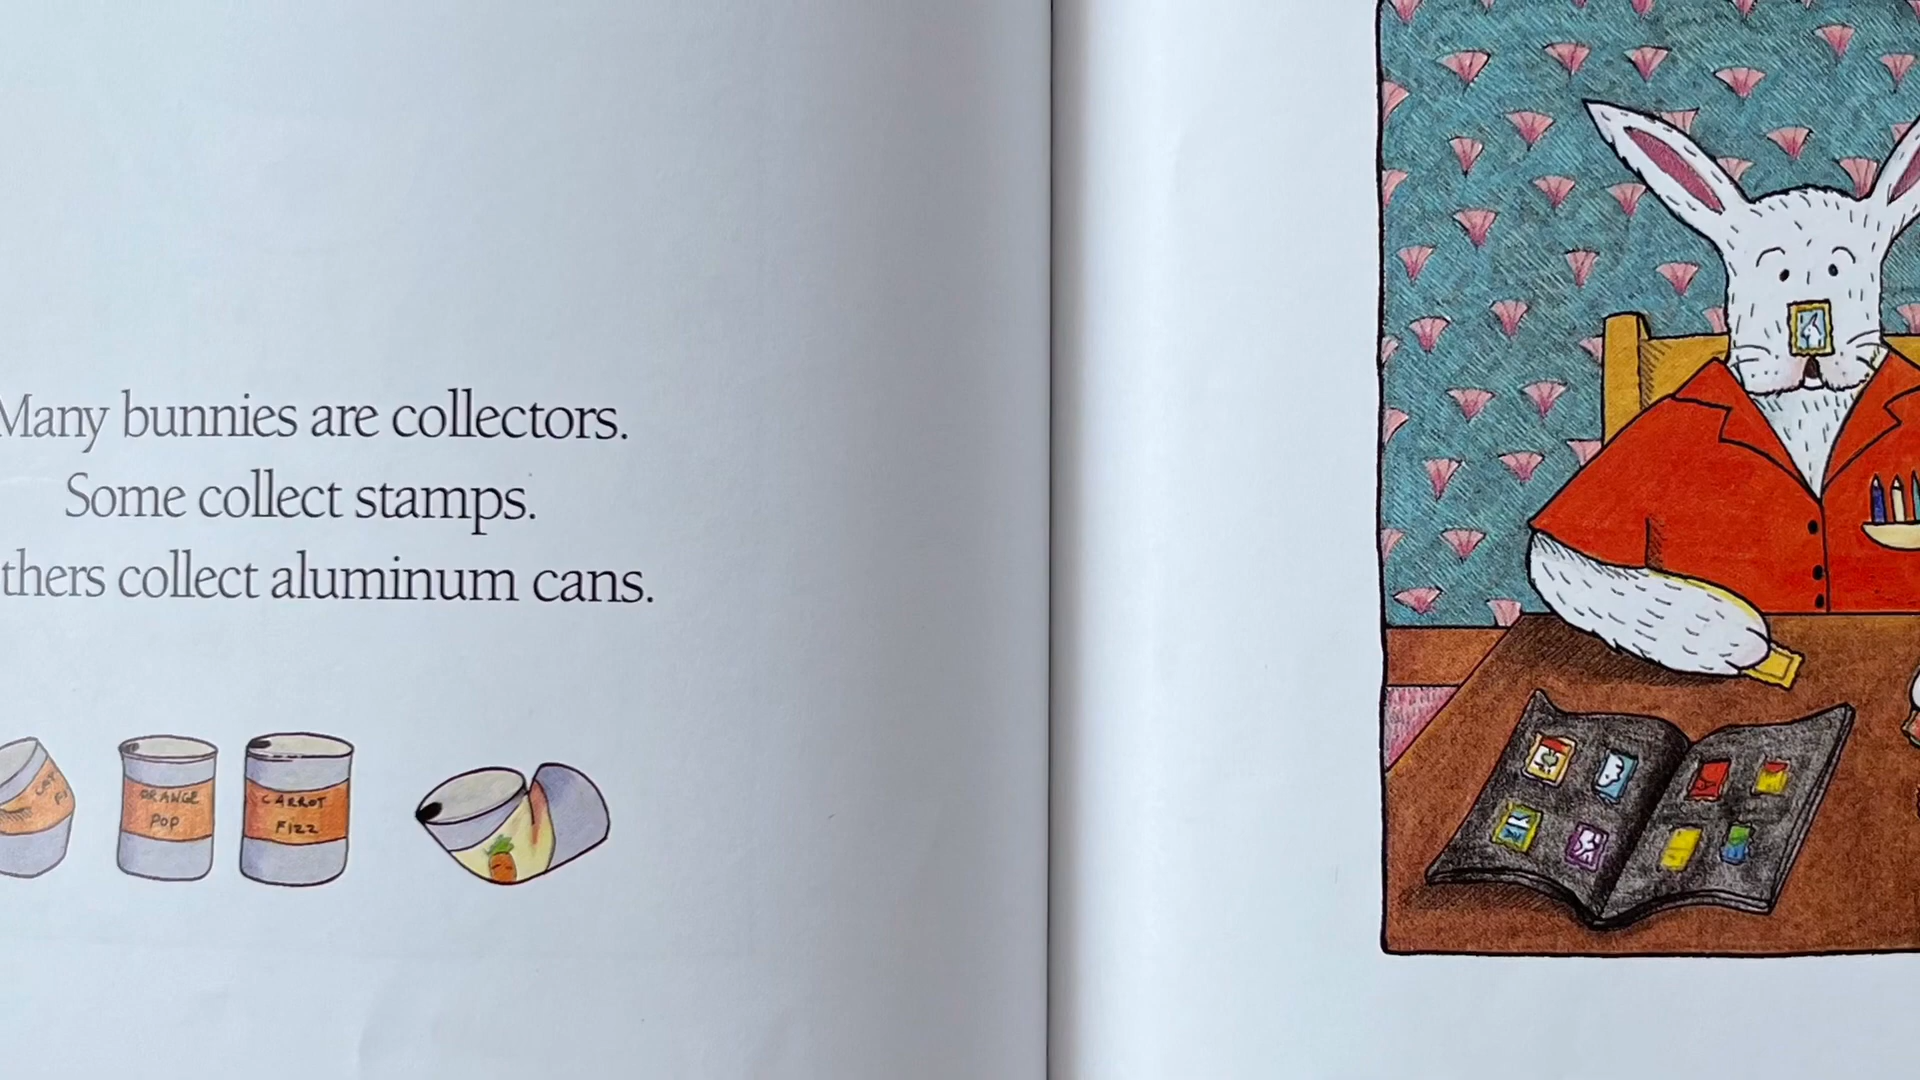 Many bunnies are collectors.
Some collect stamps.
thers collect aluminum cans.
ORANGE
POP
CARROT
FIZZ